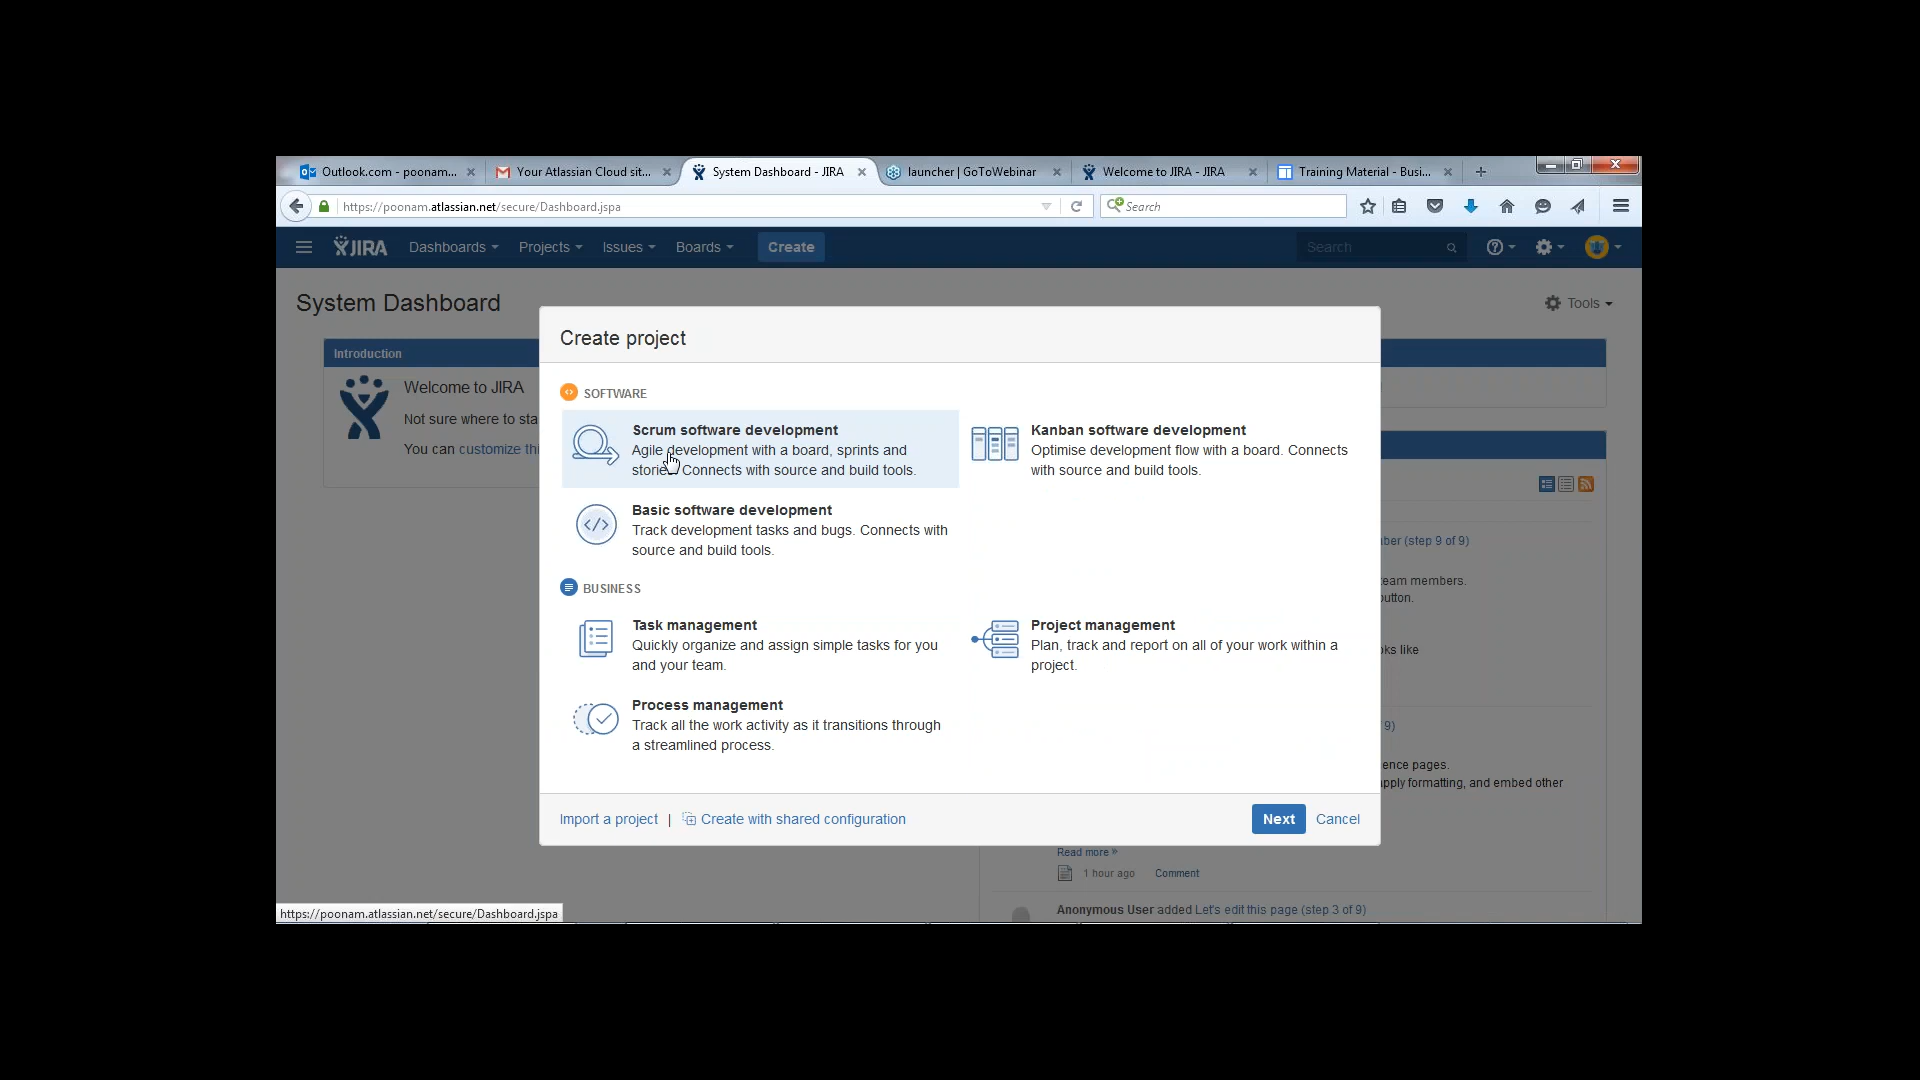 Outlook.com - poonam...
Your Atlassian Cloud sit...
System Dashboard - JIRA
launcher | GoToWebinar
Welcome to JIRA - JIRA
Training Material - Busi...
https://poonam.atlassian.net/secure/Dashboard.jspa
Search
JIRA
Dashboards
Projects
Issues
Boards
Create
Search
System Dashboard
Tools
Introduction
Welcome to JIRA
Not sure where to sta
You can customize thi
Create project
SOFTWARE
Scrum software development
Agile development with a board, sprints and
stories. Connects with source and build tools.
Kanban software development
Optimise development flow with a board. Connects
with source and build tools.
Basic software development
Track development tasks and bugs. Connects with
source and build tools.
BUSINESS
Task management
Quickly organize and assign simple tasks for you
and your team.
Project management
Plan, track and report on all of your work within a
project.
Process management
Track all the work activity as it transitions through
a streamlined process.
Import a project | Create with shared configuration
Next
Cancel
ber (step 9 of 9)
eam members.
utton.
oks like
9)
ence pages.
pply formatting, and embed other
Read more »
1 hour ago
Comment
Anonymous User added Let's edit this page (step 3 of 9)
https://poonam.atlassian.net/secure/Dashboard.jspa